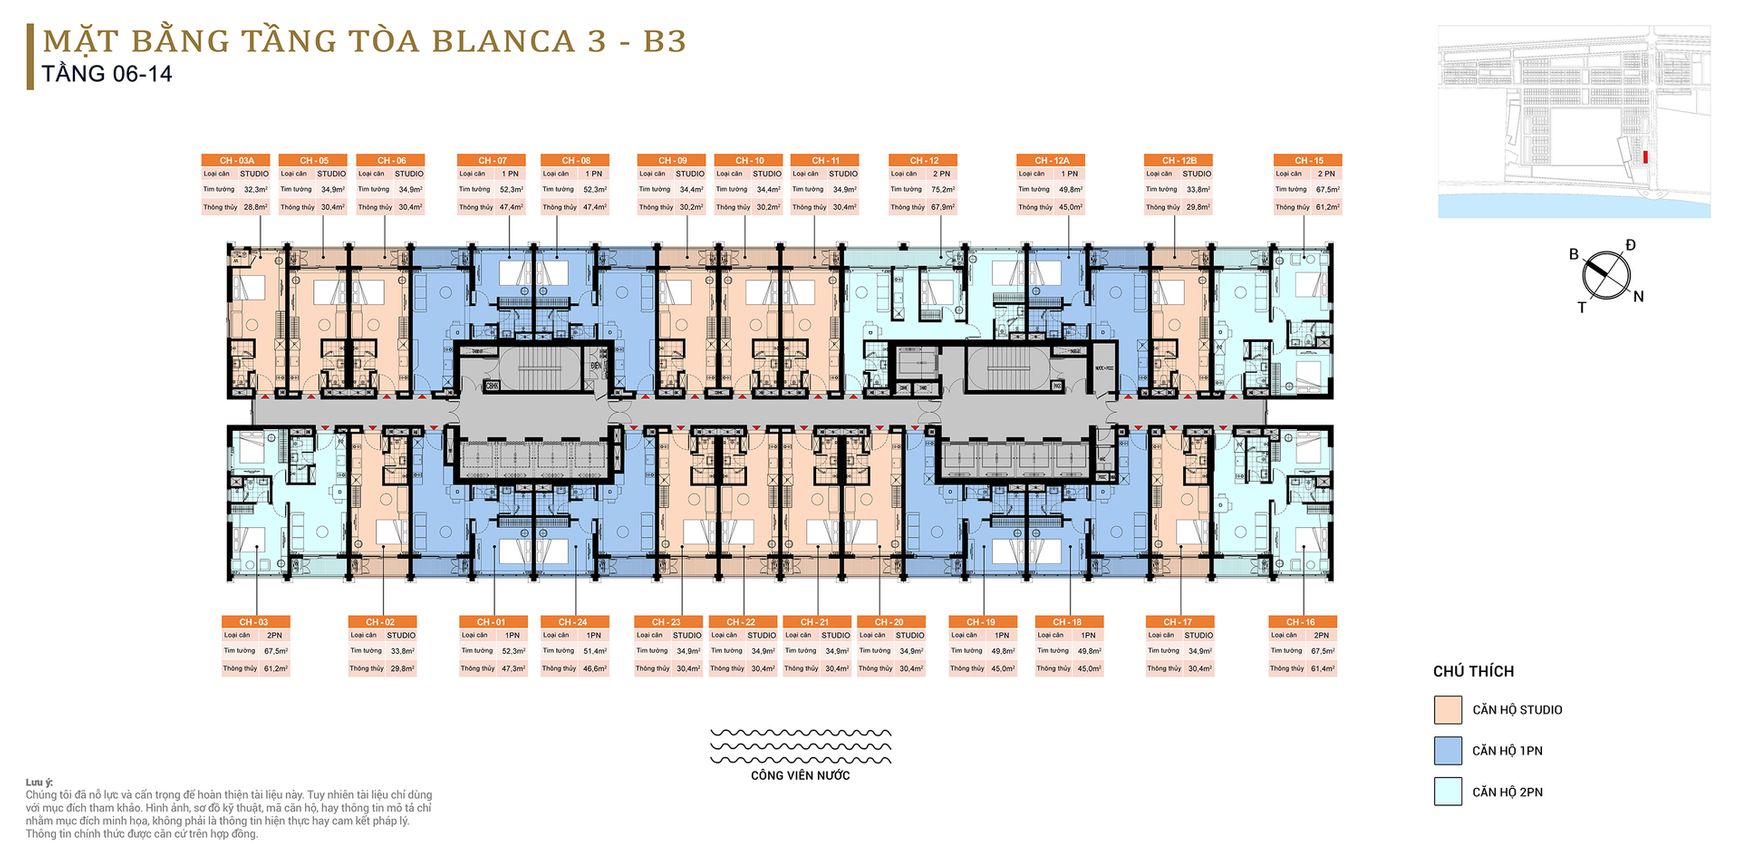 MẶT BẰNG TẦNG TÒA BLANCA 3 - B3
TẦNG 06-14
CH - 03A
Loại căn STUDIO
Tim tường 32,3m²
Thông thủy 28,8m²
CH - 05
Loại căn STUDIO
Tim tường 34,9m²
Thông thủy 30,4m²
CH - 06
Loại căn STUDIO
Tim tường 34,9m²
Thông thủy 30,4m²
CH - 07
Loại căn 1 PN
Tim tường 52,3m²
Thông thủy 47,4m²
CH - 08
Loại căn 1 PN
Tim tường 52,3m²
Thông thủy 47,4m²
CH - 09
Loại căn STUDIO
Tim tường 34,4m²
Thông thủy 30,2m²
CH - 10
Loại căn STUDIO
Tim tường 34,4m²
Thông thủy 30,2m²
CH - 11
Loại căn STUDIO
Tim tường 34,9m²
Thông thủy 30,4m²
CH - 12
Loại căn 2 PN
Tim tường 75,2m²
Thông thủy 67,9m²
CH - 12A
Loại căn 1 PN
Tim tường 49,8m²
Thông thủy 45,0m²
CH - 12B
Loại căn STUDIO
Tim tường 33,8m²
Thông thủy 29,8m²
CH - 15
Loại căn 2 PN
Tim tường 67,5m²
Thông thủy 61,2m²
B
Đ
T
N
ĐIỆN
CH - 03
Loại căn 2PN
Tim tường 67,5m²
Thông thủy 61,2m²
CH - 02
Loại căn STUDIO
Tim tường 33,8m²
Thông thủy 29,8m²
CH - 01
Loại căn 1PN
Tim tường 52,3m²
Thông thủy 47,3m²
CH - 24
Loại căn 1PN
Tim tường 51,4m²
Thông thủy 46,6m²
CH - 23
Loại căn STUDIO
Tim tường 34,9m²
Thông thủy 30,4m²
CH - 22
Loại căn STUDIO
Tim tường 34,9m²
Thông thủy 30,4m²
CH - 21
Loại căn STUDIO
Tim tường 34,9m²
Thông thủy 30,4m²
CH - 20
Loại căn STUDIO
Tim tường 34,9m²
Thông thủy 30,4m²
CH - 19
Loại căn 1PN
Tim tường 49,8m²
Thông thủy 45,0m²
CH - 18
Loại căn 1PN
Tim tường 49,8m²
Thông thủy 45,0m²
CH - 17
Loại căn STUDIO
Tim tường 34,9m²
Thông thủy 30,4m²
CH - 16
Loại căn 2PN
Tim tường 67,5m²
Thông thủy 61,4m²
CHÚ THÍCH
CĂN HỘ STUDIO
CĂN HỘ 1PN
CĂN HỘ 2PN
CÔNG VIÊN NƯỚC
Lưu ý:
Chúng tôi đã nỗ lực và cẩn trọng để hoàn thiện tài liệu này. Tuy nhiên tài liệu chỉ dùng
với mục đích tham khảo. Hình ảnh, sơ đồ kỹ thuật, mã căn hộ, hay thông tin mô tả chỉ
nhằm mục đích minh họa, không phải là thông tin hiện thực hay cam kết pháp lý.
Thông tin chính thức được căn cứ trên hợp đồng.